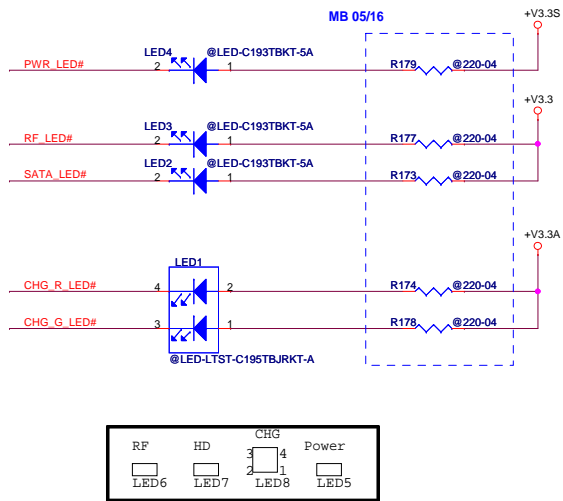 MB 05/16
+V3.3S
LED4 @LED-C193TBKT-5A
PWR_LED# 2 1 R179 @220-04
+V3.3
LED3 @LED-C193TBKT-5A
RF_LED# 2 1 R177 @220-04
LED2 @LED-C193TBKT-5A
SATA_LED# 2 1 R173 @220-04
+V3.3A
LED1
CHG_R_LED# 4 2 R174 @220-04
CHG_G_LED# 3 1 R178 @220-04
@LED-LTST-C195TBJRKT-A
RF HD CHG Power
3 4
2 1
LED6 LED7 LED8 LED5